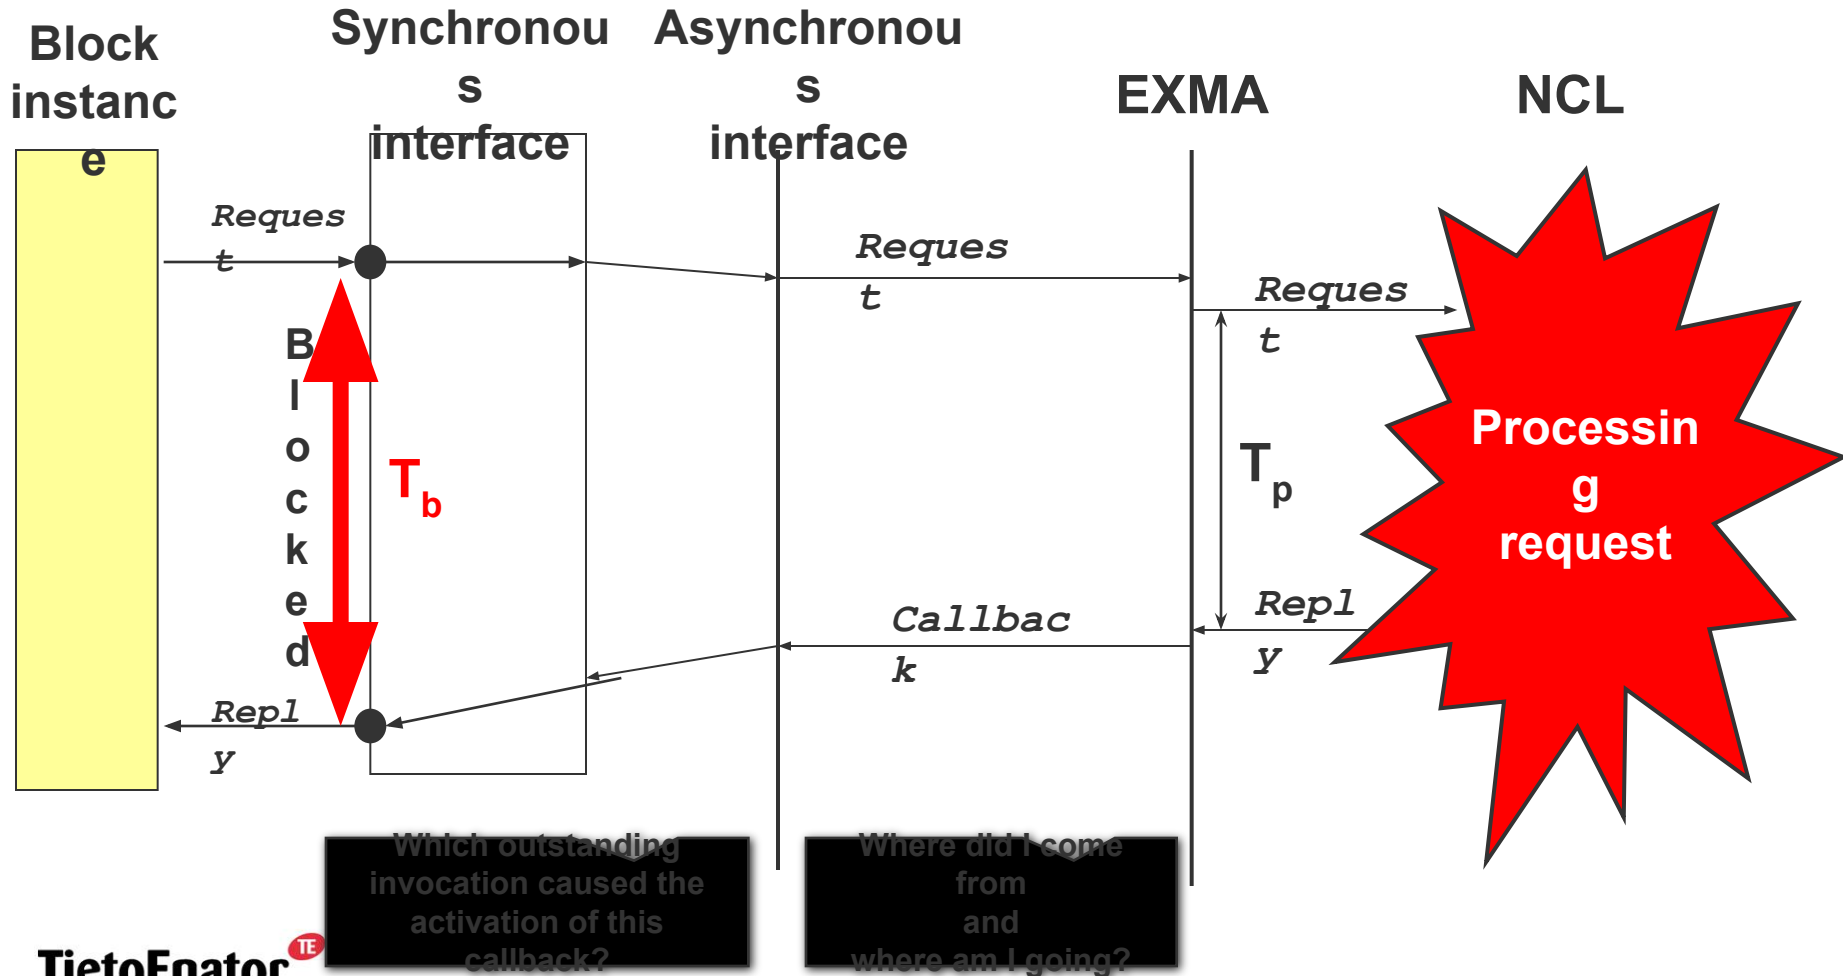 Block
instanc
e
Synchronou
s
interface
Asynchronou
s
interface
EXMA
NCL
Reques
t
Reques
t
Reques
t
B
l
o
c
k
e
d
Tb
Tp
Processin
g
request
Callbac
k
Repl
y
Repl
y
Which outstanding
invocation caused the
activation of this
callback?
Where did I come
from
and
where am I going?
TietoEnator
TE